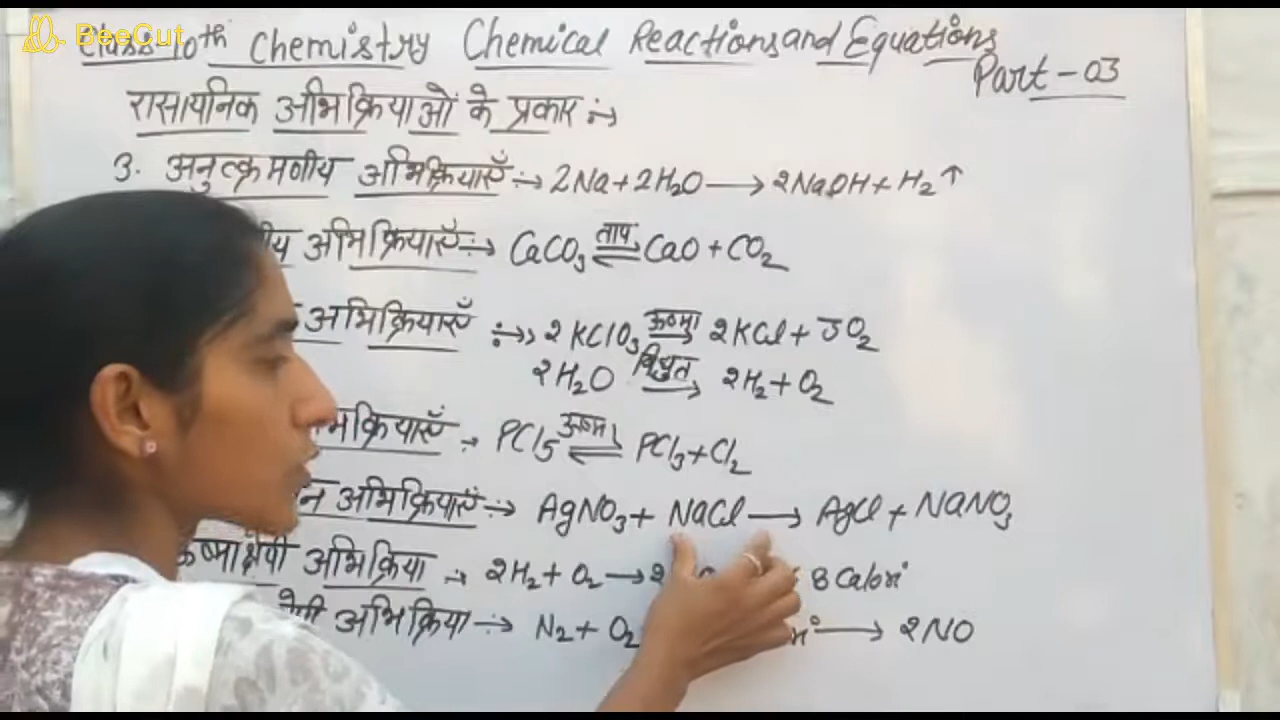 BeeCut
Class-10th Chemistry Chemical Reactions and Equations
Part-03
रासायनिक अभिक्रियाओं के प्रकार :→
3. अनुत्क्रमणीय अभिक्रियाएँ :→ 2Na+2H₂O ⟶ 2NaOH+H₂↑
अभिक्रियाएँ :→ CaCO₃ ताप ⇌ CaO+CO₂
अभिक्रियाएँ :→ 2KClO₃ ऊष्मा ⟶ 2KCl+3O₂
2H₂O विधुत ⟶ 2H₂+O₂
PCl₅ ऊष्मा ⇌ PCl₃+Cl₂
अभिक्रियाएँ :→ AgNO₃+NaCl ⟶ AgCl+NaNO₃
ऊष्माक्षेपी अभिक्रिया → 2H₂+O₂ → 2 8 Calori
अभिक्रिया :→ N₂+O₂ ⟶ 2NO